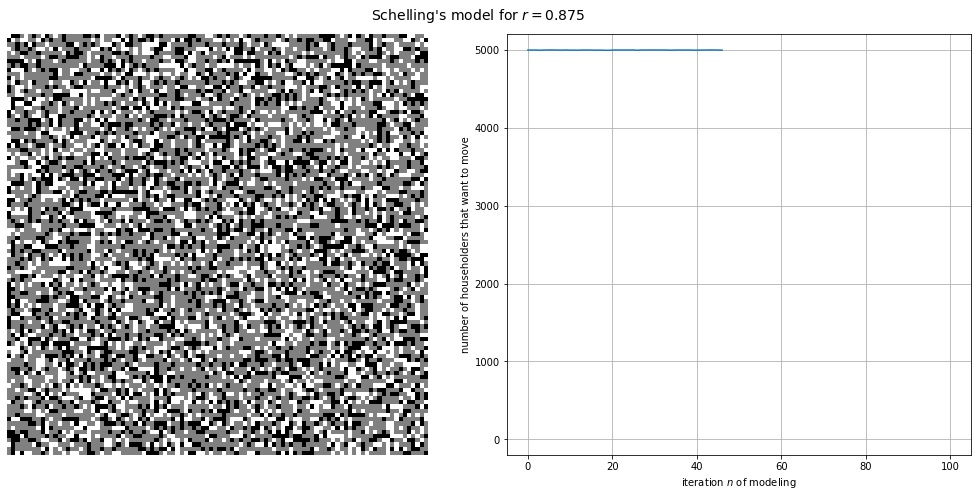 Schelling's model for r = 0.875
5000
4000
3000
2000
1000
0
number of householders that want to move
0 20 40 60 80 100
iteration n of modeling